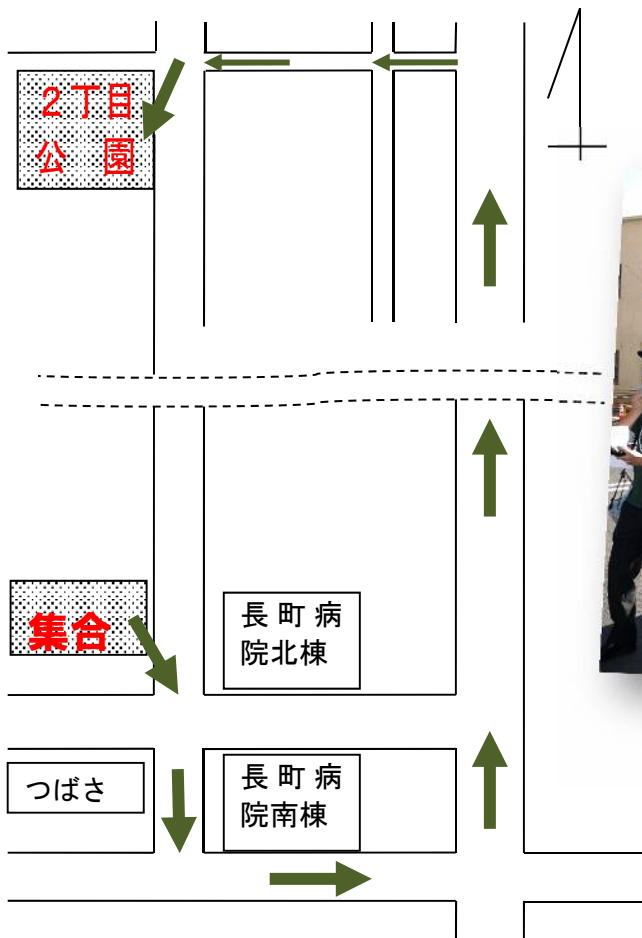 ２丁目
公 園
集合
長 町 病
院北棟
つばさ
長 町 病
院南棟